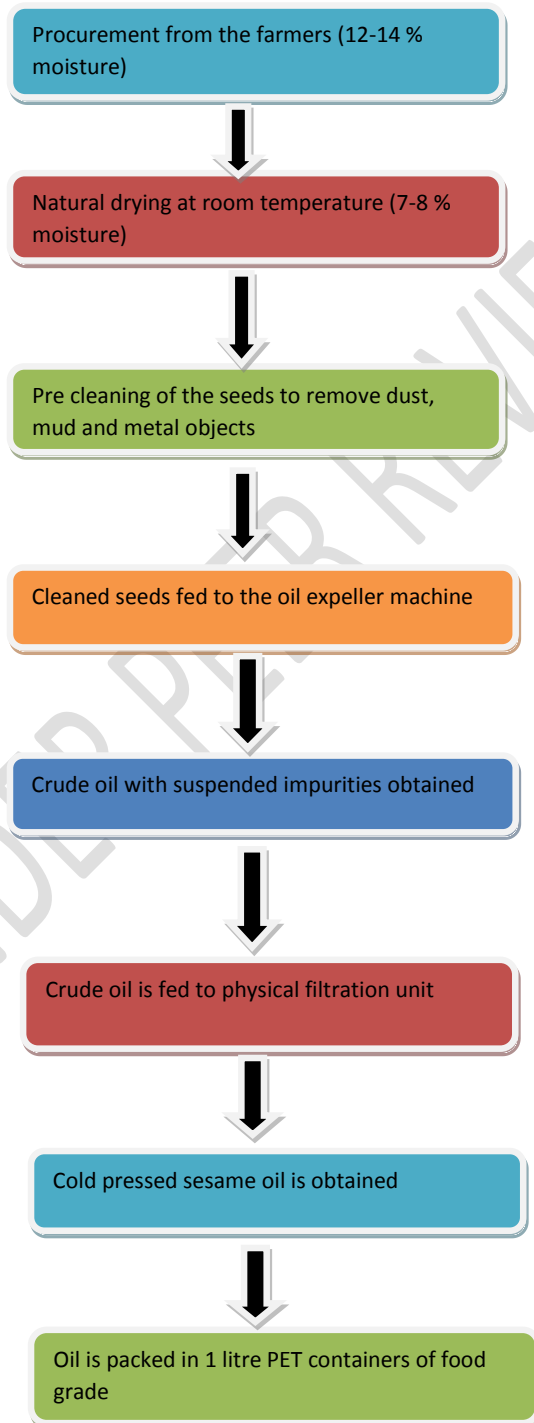 Procurement from the farmers (12-14 %
moisture)
Natural drying at room temperature (7-8 %
moisture)
Pre cleaning of the seeds to remove dust,
mud and metal objects
Cleaned seeds fed to the oil expeller machine
Crude oil with suspended impurities obtained
Crude oil is fed to physical filtration unit
Cold pressed sesame oil is obtained
Oil is packed in 1 litre PET containers of food
grade